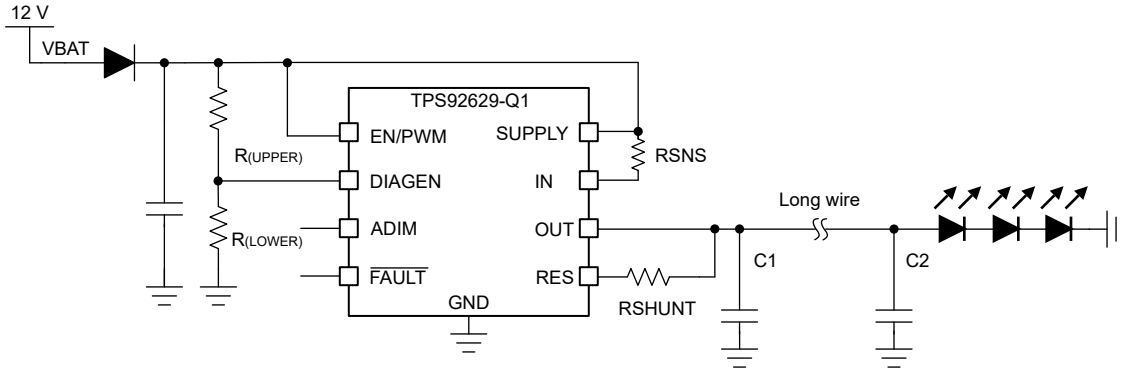 12 V
VBAT
TPS92629-Q1
EN/PWM
SUPPLY
RSNS
R(UPPER)
DIAGEN
IN
Long wire
R(LOWER)
ADIM
OUT
C1
C2
FAULT
RES
RSHUNT
GND